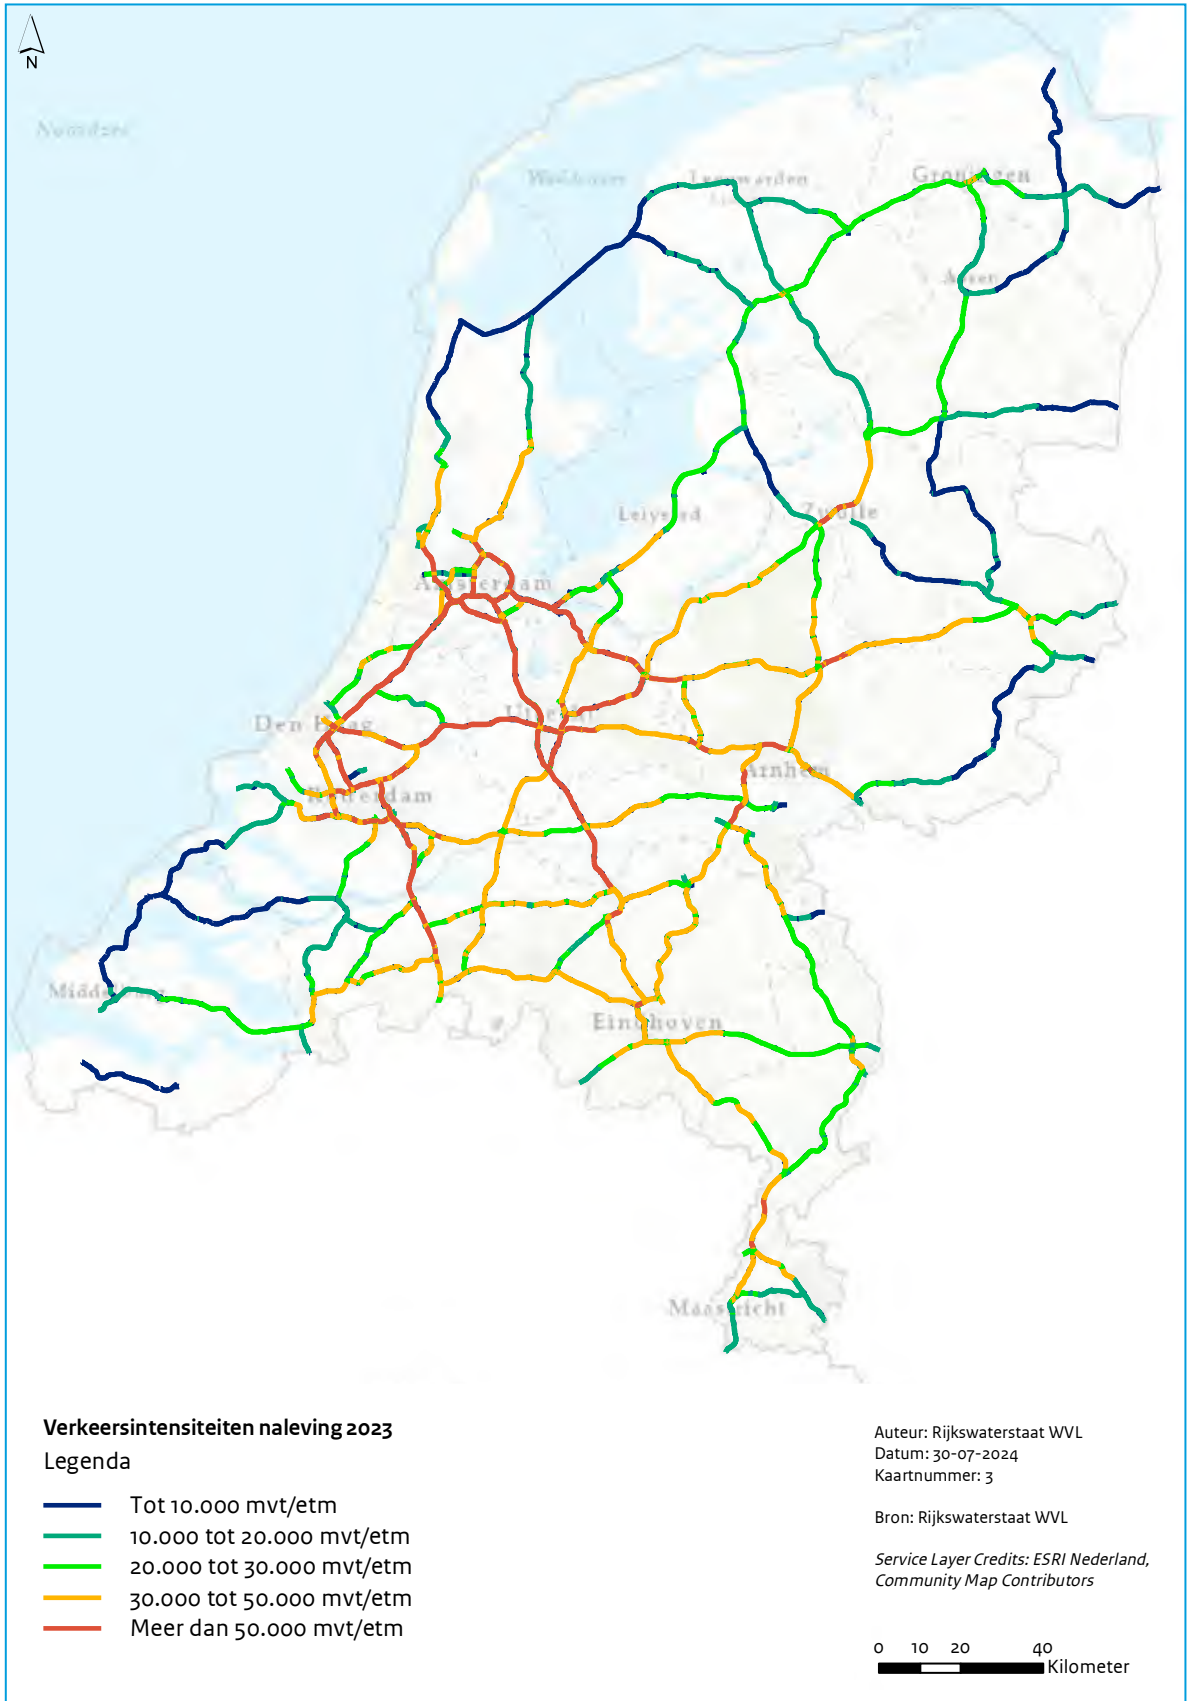 N
Noordzee
Waddenzee
Leeuwarden
Groningen
Assen
Lelystad
Zwolle
Amsterdam
Den Haag
Utrecht
Arnhem
Rotterdam
Middelburg
Eindhoven
Maastricht
Verkeersintensiteiten naleving 2023
Legenda
Tot 10.000 mvt/etm
10.000 tot 20.000 mvt/etm
20.000 tot 30.000 mvt/etm
30.000 tot 50.000 mvt/etm
Meer dan 50.000 mvt/etm
Auteur: Rijkswaterstaat WVL
Datum: 30-07-2024
Kaartnummer: 3
Bron: Rijkswaterstaat WVL
Service Layer Credits: ESRI Nederland,
Community Map Contributors
0 10 20 40
Kilometer